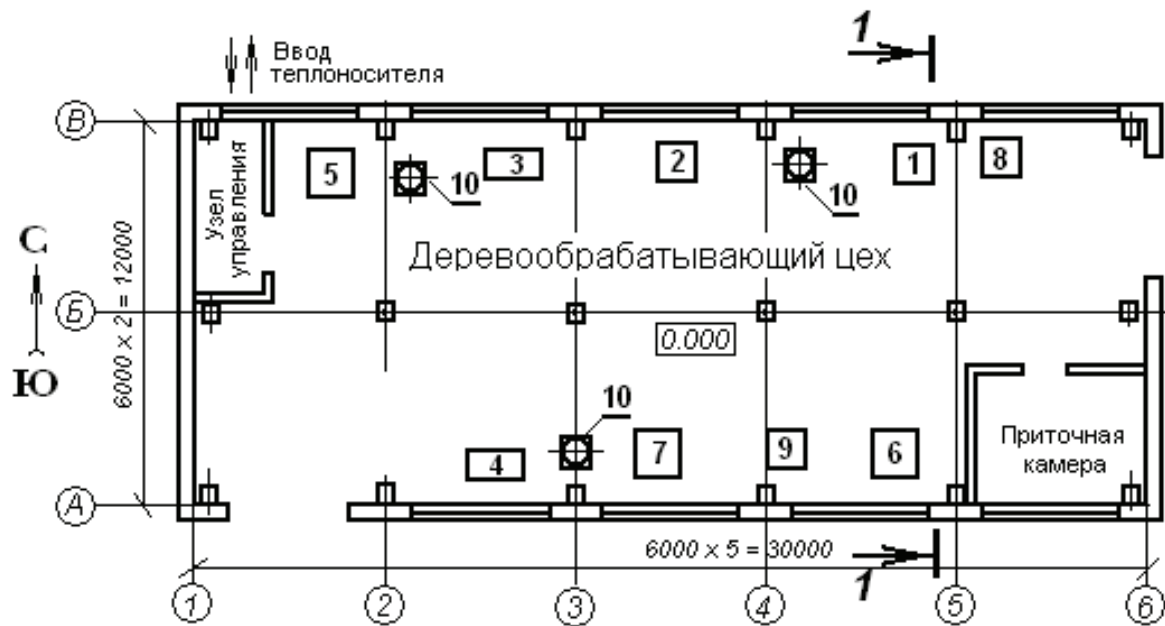 1
Ввод
теплоносителя
В
5
3
2
1
8
10
10
Узел
управления
С
Деревообрабатывающий цех
Б
6000 x 2 = 12000
0.000
Ю
10
4
7
9
6
Приточная
камера
А
6000 x 5 = 30000
1
1
2
3
4
5
6